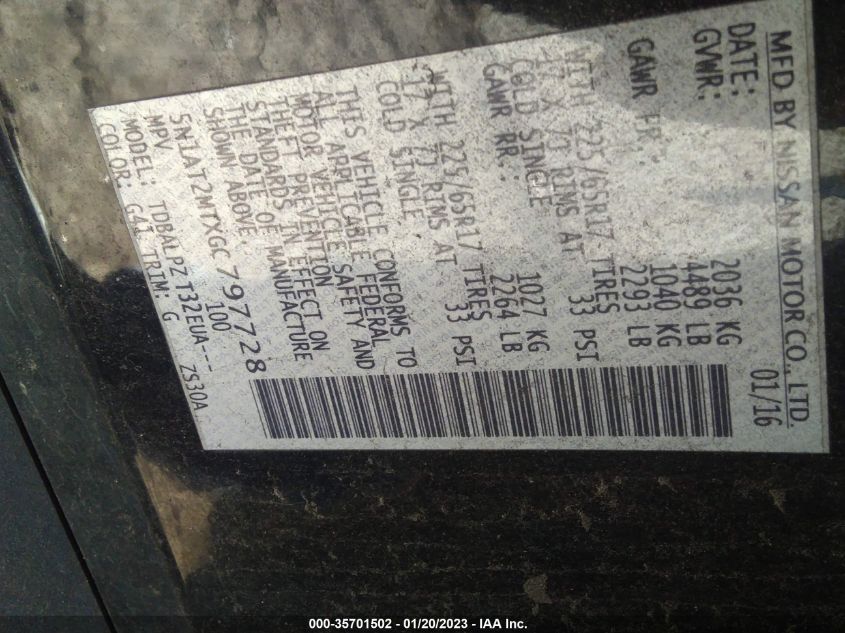 MFD BY NISSAN MOTOR CO., LTD.
DATE: 01/16
GVWR: 2036 KG
4489 LB
GAWR FR: 1040 KG
2293 LB
WITH 225/65R17 TIRES
17 X 7J RIMS AT 33 PSI
COLD SINGLE
GAWR RR: 1027 KG
2264 LB
WITH 225/65R17 TIRES
17 X 7J RIMS AT 33 PSI
COLD SINGLE,
THIS VEHICLE CONFORMS TO
ALL APPLICABLE FEDERAL
MOTOR VEHICLE SAFETY AND
THEFT PREVENTION
STANDARDS IN EFFECT ON
THE DATE OF MANUFACTURE
SHOWN ABOVE.
5N1AT2MTXGC797728
MPV 100
MODEL: TDBALPZ T32EUA---
COLOR: G41 TRIM: G ZS30A
000-35701502 - 01/20/2023 - IAA Inc.